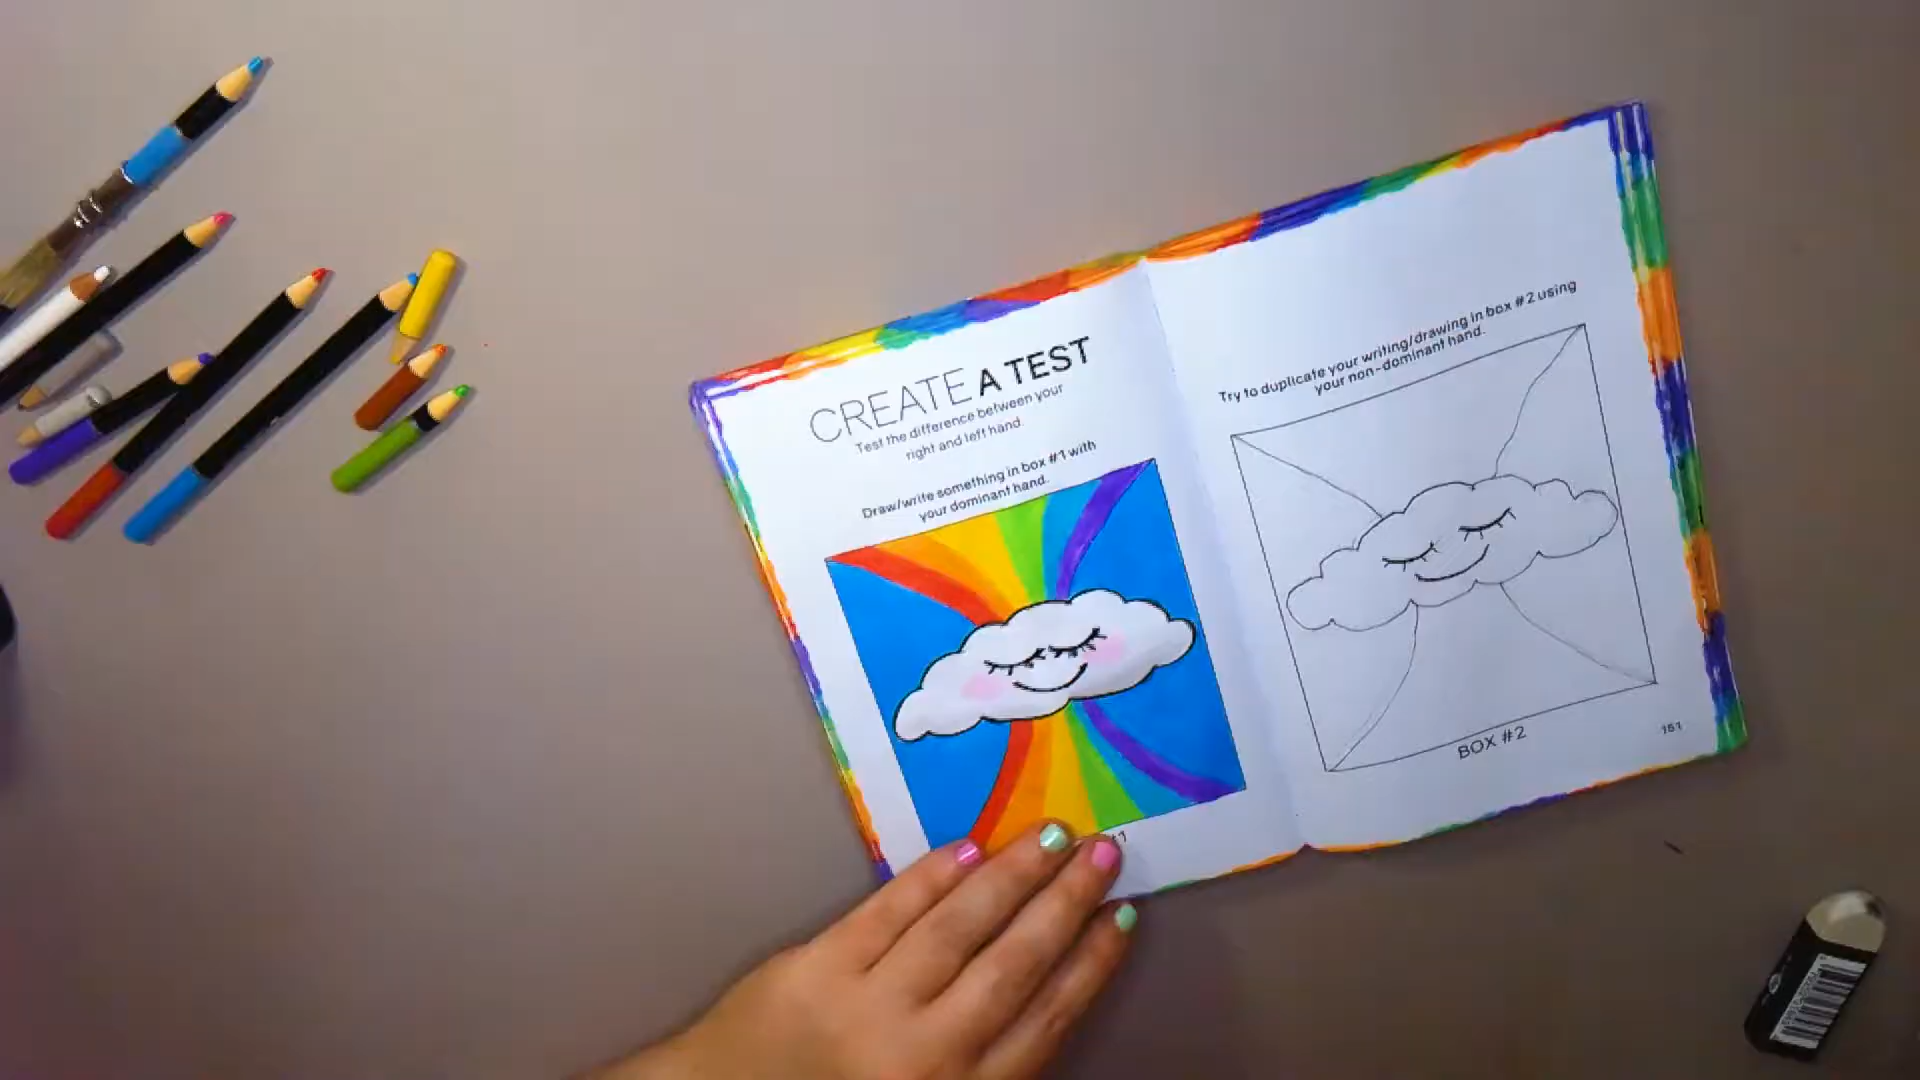 CREATE A TEST
Test the difference between your
right and left hand.
Draw/write something in box #1 with
your dominant hand.
#1
Try to duplicate your writing/drawing in box #2 using
your non-dominant hand.
BOX #2
151